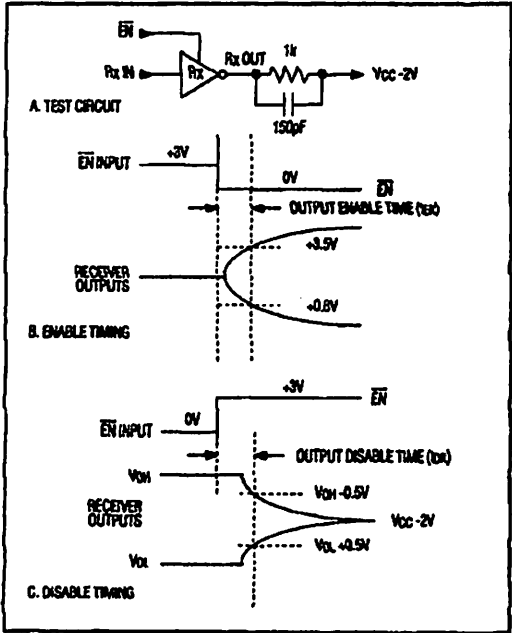 EN
Rx IN
Rx
Rx OUT
1k
VCC -2V
150pF
A. TEST CIRCUIT
EN INPUT
+3V
0V
EN
OUTPUT ENABLE TIME (tER)
+3.5V
RECEIVER
OUTPUTS
+0.8V
B. ENABLE TIMING
+3V
EN
0V
EN INPUT
OUTPUT DISABLE TIME (tDR)
VOH
VOH -0.5V
RECEIVER
OUTPUTS
VCC -2V
VOL +0.5V
VOL
C. DISABLE TIMING